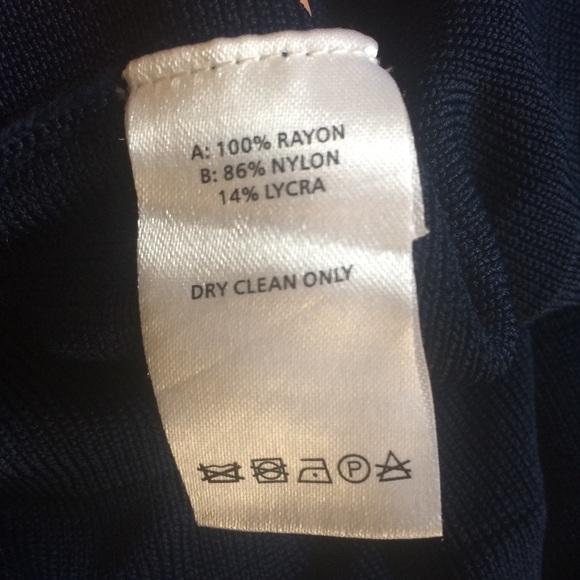 A: 100% RAYON
B: 86% NYLON
14% LYCRA
DRY CLEAN ONLY
P